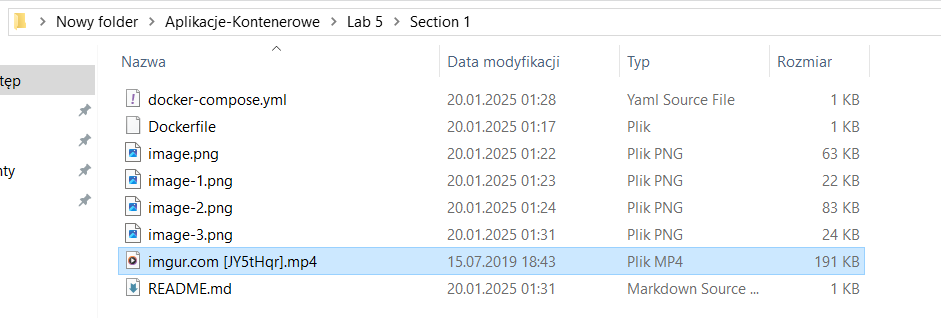 Nowy folder > Aplikacje-Kontenerowe > Lab 5 > Section 1
Nazwa Data modyfikacji Typ Rozmiar
tęp
docker-compose.yml 20.01.2025 01:28 Yaml Source File 1 KB
Dockerfile 20.01.2025 01:17 Plik 1 KB
image.png 20.01.2025 01:22 Plik PNG 63 KB
image-1.png 20.01.2025 01:23 Plik PNG 22 KB
nty
image-2.png 20.01.2025 01:24 Plik PNG 83 KB
image-3.png 20.01.2025 01:31 Plik PNG 24 KB
imgur.com [JY5tHqr].mp4 15.07.2019 18:43 Plik MP4 191 KB
README.md 20.01.2025 01:31 Markdown Source ... 1 KB